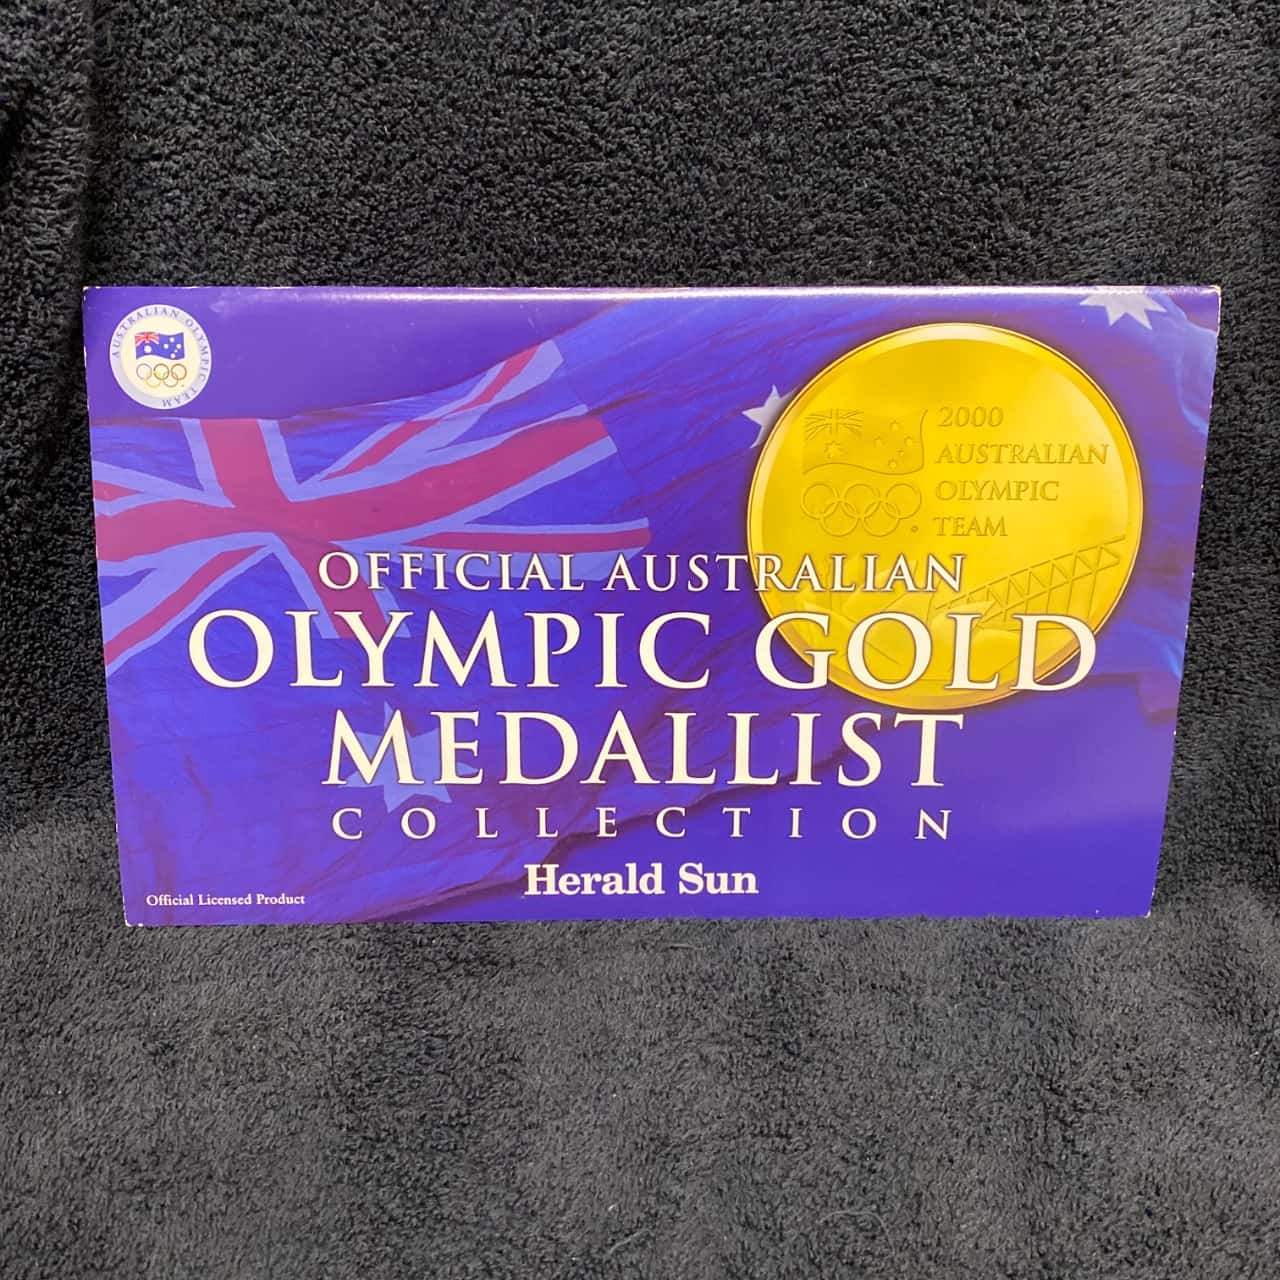 AUSTRALIAN OLYMPIC TEAM
2000
AUSTRALIAN
OLYMPIC
TEAM
OFFICIAL AUSTRALIAN
OLYMPIC GOLD
MEDALLIST
COLLECTION
Herald Sun
Official Licensed Product